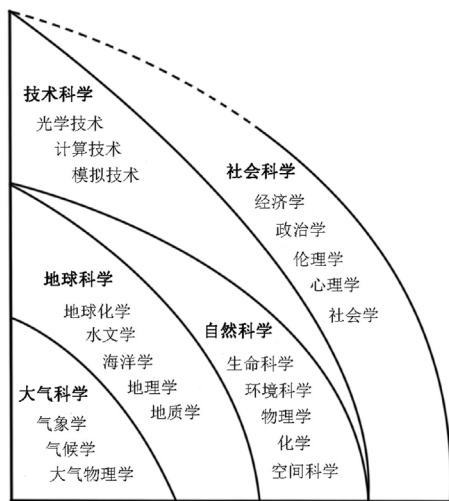 技术科学
光学技术
计算技术
模拟技术
社会科学
经济学
政治学
伦理学
心理学
社会学
地球科学
地球化学
水文学
海洋学
地理学
地质学
自然科学
生命科学
环境科学
物理学
化学
空间科学
大气科学
气象学
气候学
大气物理学